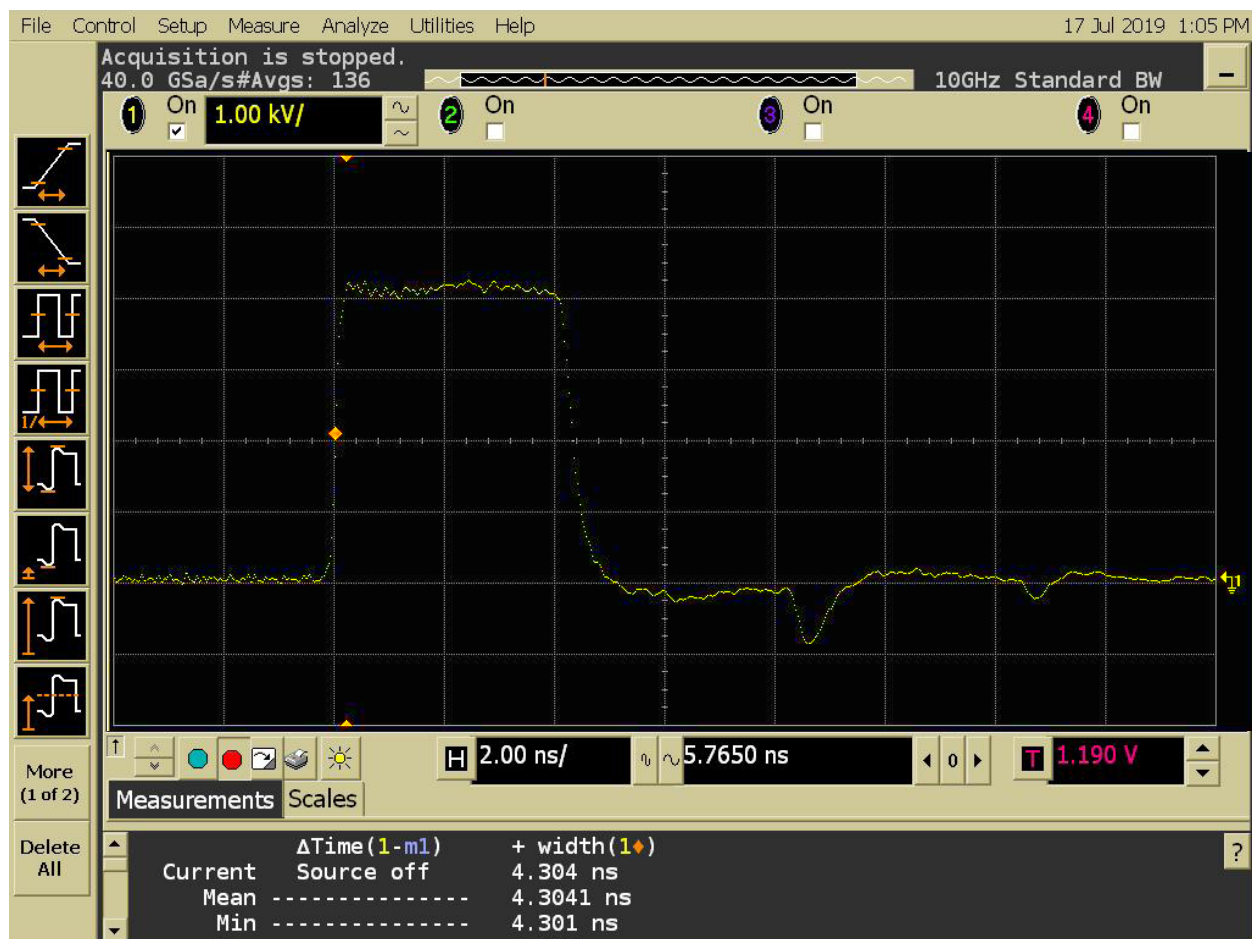 File Control Setup Measure Analyze Utilities Help 17 Jul 2019 1:05 PM
Acquisition is stopped.
40.0 GSa/s#Avgs: 136 10GHz Standard BW
1 On 1.00 kV/ 2 On 3 On 4 On
1/
1
More
(1 of 2)
Delete
All
H 2.00 ns/ 5.7650 ns 0 T 1.190 V
Measurements Scales
ΔTime(1-m1) + width(1♦)
Current Source off 4.304 ns
Mean --------------- 4.3041 ns
Min --------------- 4.301 ns
?